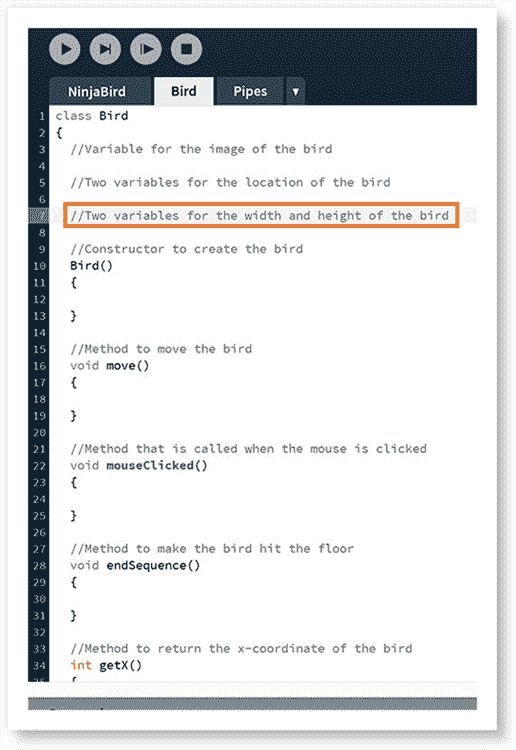 NinjaBird Bird Pipes
1 class Bird
2 {
3 //Variable for the image of the bird
4
5 //Two variables for the location of the bird
6
7 //Two variables for the width and height of the bird
8
9 //Constructor to create the bird
10 Bird()
11 {
12
13 }
14
15 //Method to move the bird
16 void move()
17 {
18
19 }
20
21 //Method that is called when the mouse is clicked
22 void mouseClicked()
23 {
24
25 }
26
27 //Method to make the bird hit the floor
28 void endSequence()
29 {
30
31 }
32
33 //Method to return the x-coordinate of the bird
34 int getX()